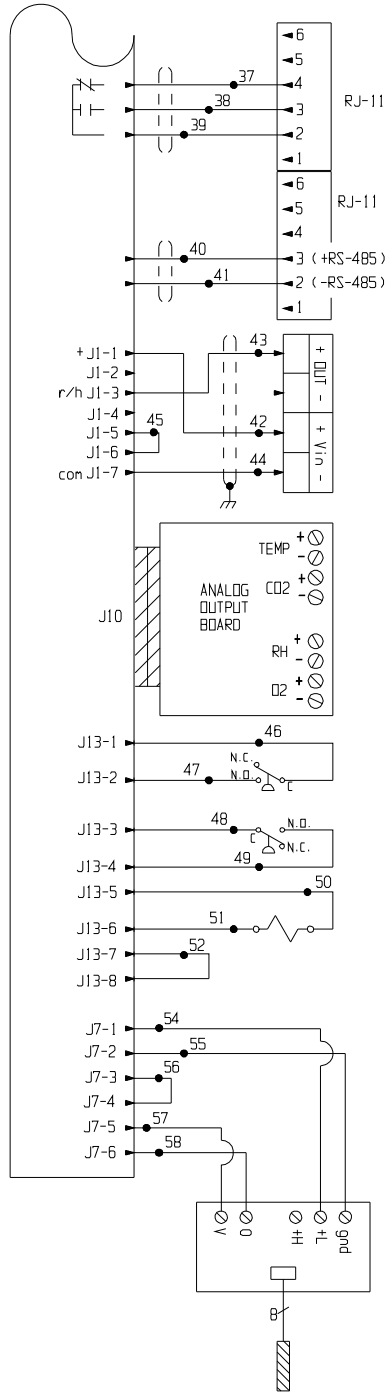 6
5
37
4
RJ-11
38
3
39
2
1
6
5
RJ-11
4
40
3 (+RS-485)
41
2 (-RS-485)
1
+ J1-1
43
+ OUT -
J1-2
r/h J1-3
J1-4
45
J1-5
42
+ Vin -
J1-6
44
com J1-7
TEMP + -
CO2 + -
ANALOG
OUTPUT
BOARD
J10
RH + -
O2 + -
J13-1
46
N.C.
J13-2
47
N.O.
C
J13-3
48
N.O.
C
N.C.
J13-4
49
J13-5
50
J13-6
51
J13-7
52
J13-8
J7-1
54
J7-2
55
J7-3
56
J7-4
J7-5
57
J7-6
58
V
O
+H
+L
gnd
8